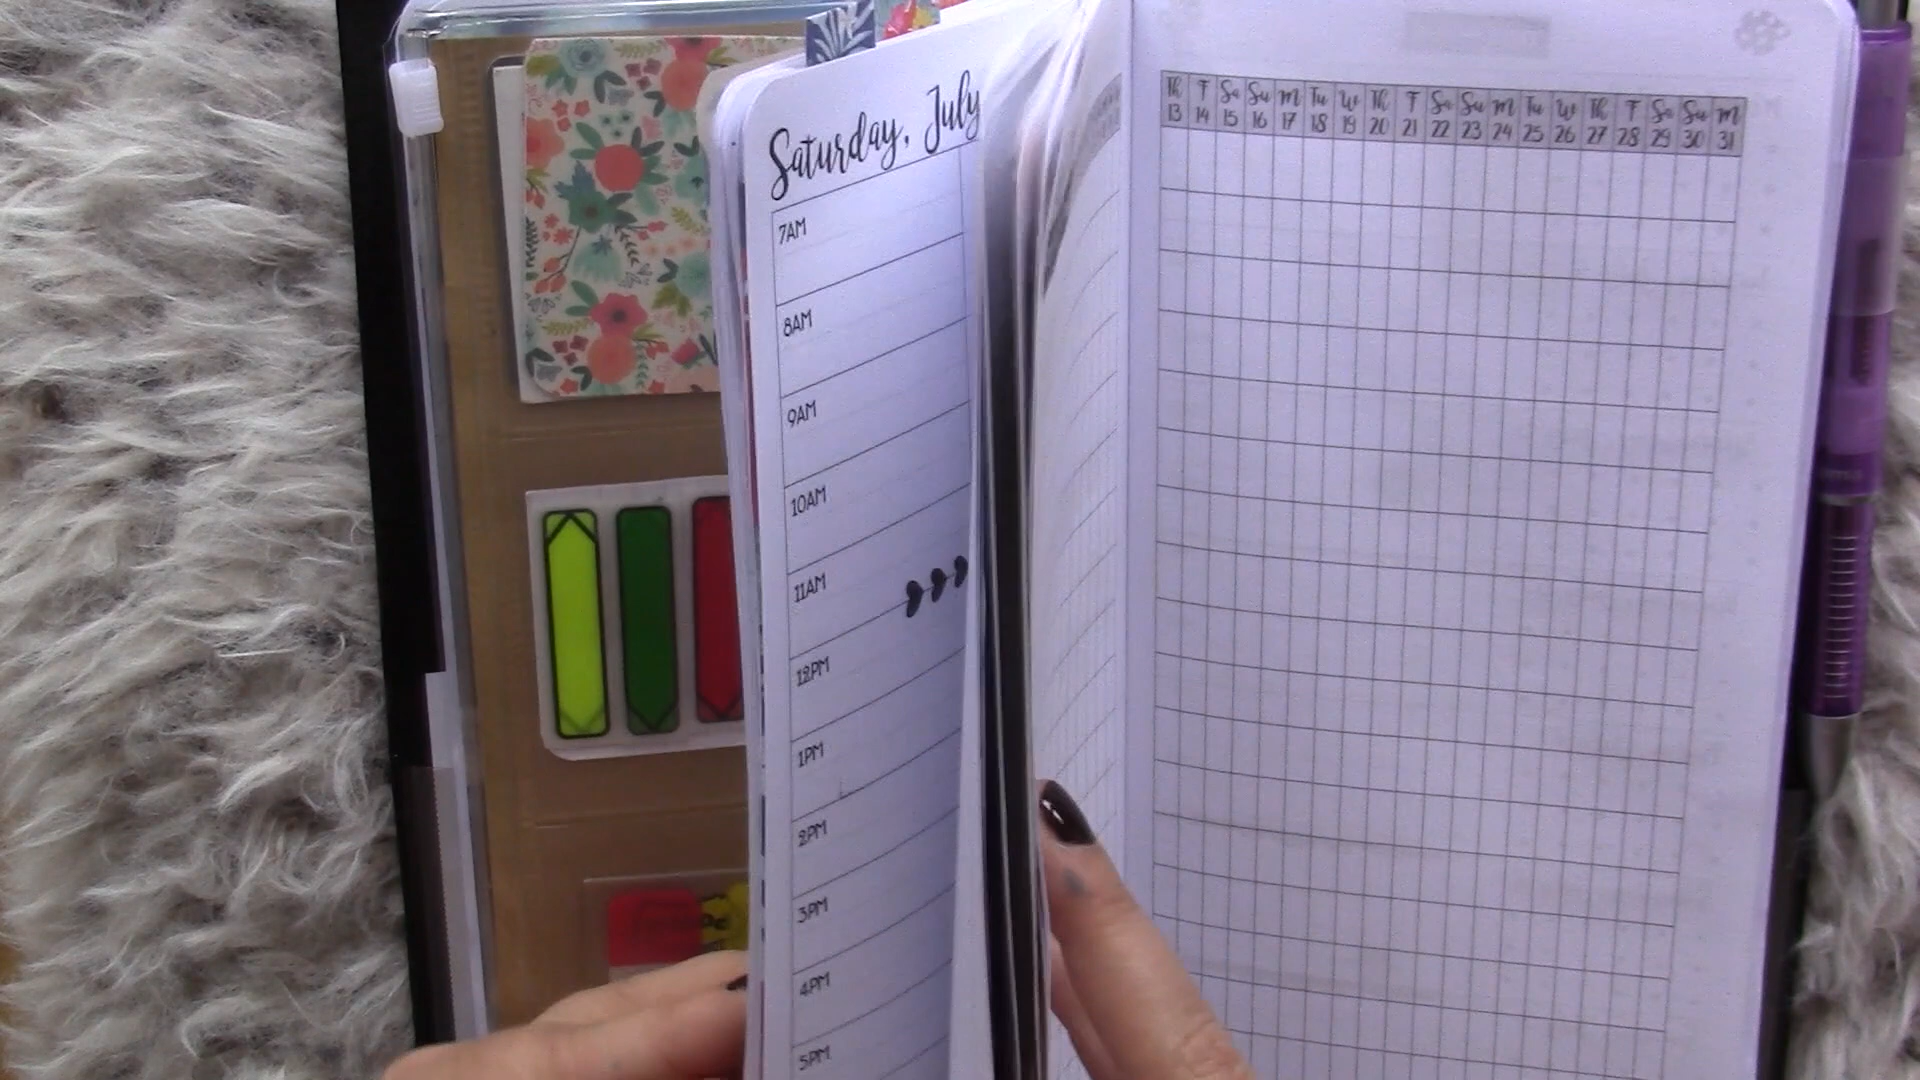 Saturday, July
7AM
8AM
9AM
10AM
11AM
12PM
1PM
2PM
3PM
4PM
5PM
Th F Sa Su M Tu W Th F Sa Su M Tu W Th F Sa Su M
13 14 15 16 17 18 19 20 21 22 23 24 25 26 27 28 29 30 31